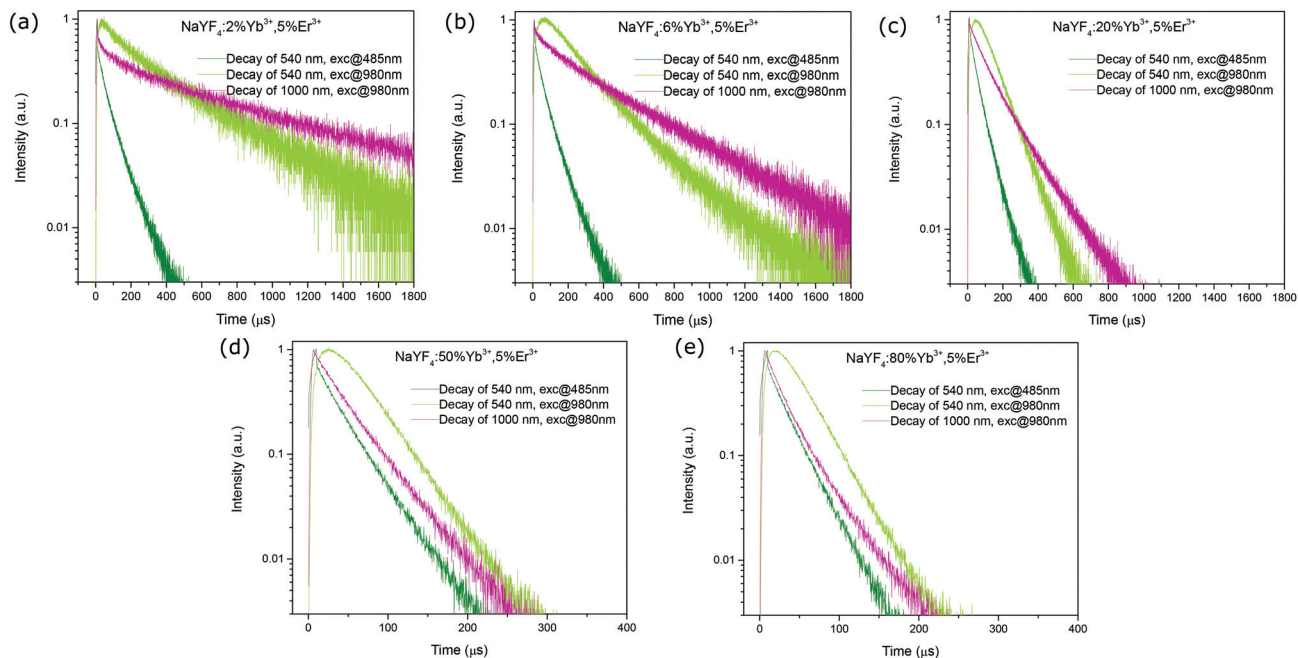 (a)
NaYF₄:2%Yb³⁺,5%Er³⁺
Decay of 540 nm, exc@485nm
Decay of 540 nm, exc@980nm
Decay of 1000 nm, exc@980nm
Intensity (a.u.)
1
0.1
0.01
0 200 400 600 800 1000 1200 1400 1600 1800
Time (μs)
(b)
NaYF₄:6%Yb³⁺,5%Er³⁺
Decay of 540 nm, exc@485nm
Decay of 540 nm, exc@980nm
Decay of 1000 nm, exc@980nm
Intensity (a.u.)
1
0.1
0.01
0 200 400 600 800 1000 1200 1400 1600 1800
Time (μs)
(c)
NaYF₄:20%Yb³⁺,5%Er³⁺
Decay of 540 nm, exc@485nm
Decay of 540 nm, exc@980nm
Decay of 1000 nm, exc@980nm
Intensity (a.u.)
1
0.1
0.01
0 200 400 600 800 1000 1200 1400 1600 1800
Time (μs)
(d)
NaYF₄:50%Yb³⁺,5%Er³⁺
Decay of 540 nm, exc@485nm
Decay of 540 nm, exc@980nm
Decay of 1000 nm, exc@980nm
Intensity (a.u.)
1
0.1
0.01
0 100 200 300 400
Time (μs)
(e)
NaYF₄:80%Yb³⁺,5%Er³⁺
Decay of 540 nm, exc@485nm
Decay of 540 nm, exc@980nm
Decay of 1000 nm, exc@980nm
Intensity (a.u.)
1
0.1
0.01
0 100 200 300 400
Time (μs)